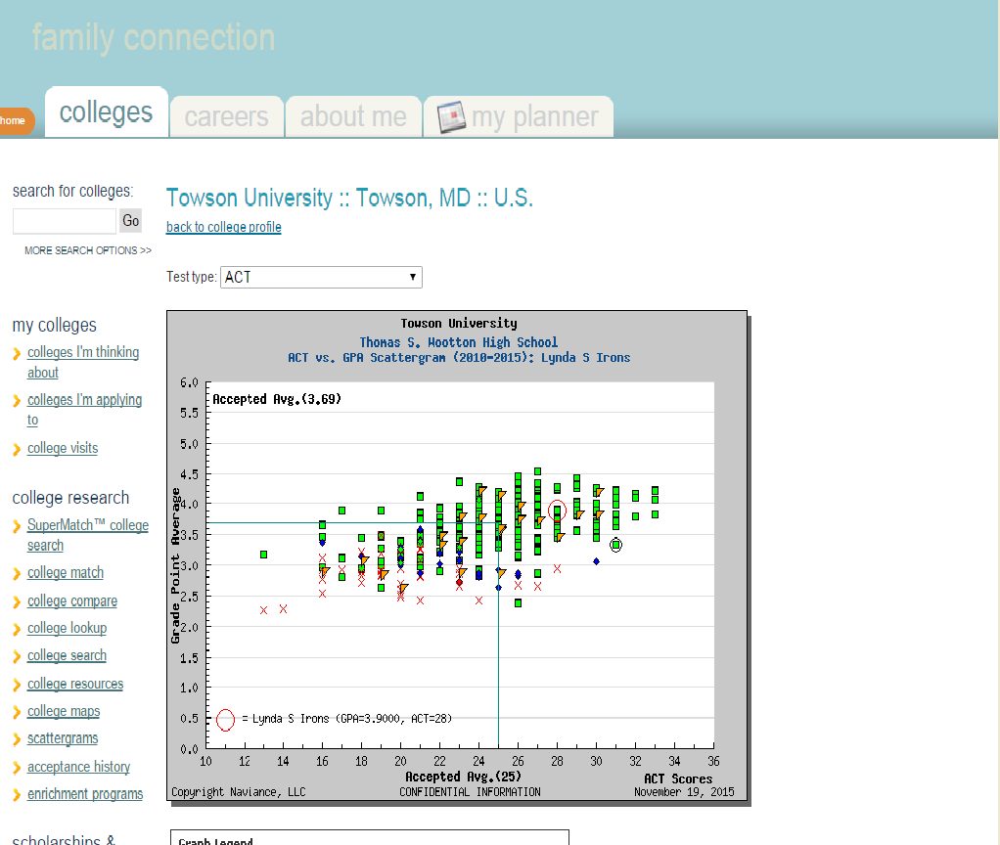 family connection
home
colleges
careers
about me
my planner
search for colleges:
Go
MORE SEARCH OPTIONS >>
my colleges
colleges I'm thinking
about
colleges I'm applying
to
college visits
college research
SuperMatch™ college
search
college match
college compare
college lookup
college search
college resources
college maps
scattergrams
acceptance history
enrichment programs
scholarships &
Towson University :: Towson, MD :: U.S.
back to college profile
Test type: ACT
Towson University
Thomas S. Wootton High School
ACT vs. GPA Scattergram (2010-2015): Lynda S Irons
6.0
Accepted Avg.(3.69)
5.5
5.0
4.5
4.0
3.5
3.0
2.5
2.0
1.5
1.0
0.5
0.0
Grade Point Average
= Lynda S Irons (GPA=3.9000, ACT=28)
10 12 14 16 18 20 22 24 26 28 30 32 34 36
Accepted Avg.(25)
ACT Scores
Copyright Naviance, LLC
CONFIDENTIAL INFORMATION
November 19, 2015
Graph Legend